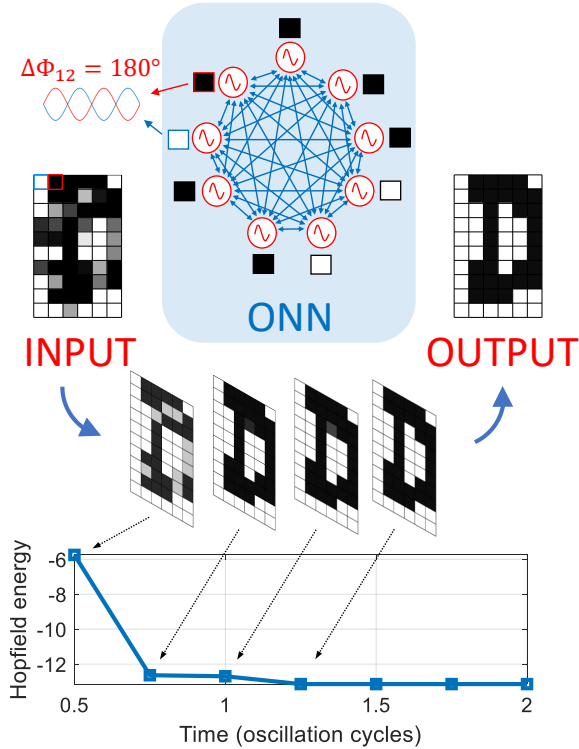 ΔΦ₁₂ = 180°
ONN
INPUT
OUTPUT
Hopfield energy
-6
-8
-10
-12
0.5
1
1.5
2
Time (oscillation cycles)